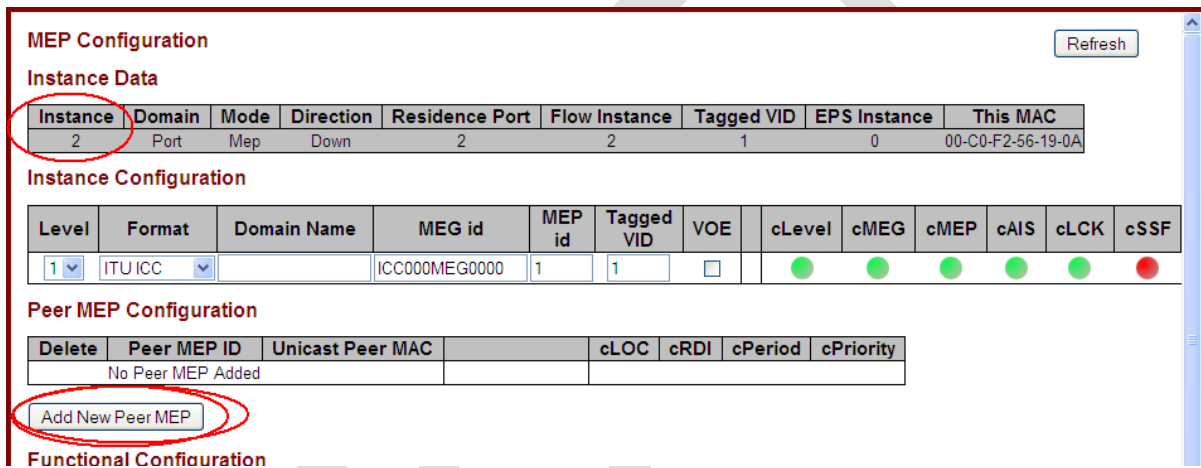 MEP Configuration
Refresh
Instance Data
Instance Domain Mode Direction Residence Port Flow Instance Tagged VID EPS Instance This MAC
2 Port Mep Down 2 2 1 0 00-C0-F2-56-19-0A
Instance Configuration
Level Format Domain Name MEG id MEP id Tagged VID VOE cLevel cMEG cMEP cAIS cLCK cSSF
1 ITU ICC ICC000MEG0000 1 1
Peer MEP Configuration
Delete Peer MEP ID Unicast Peer MAC cLOC cRDI cPeriod cPriority
No Peer MEP Added
Add New Peer MEP
Functional Configuration